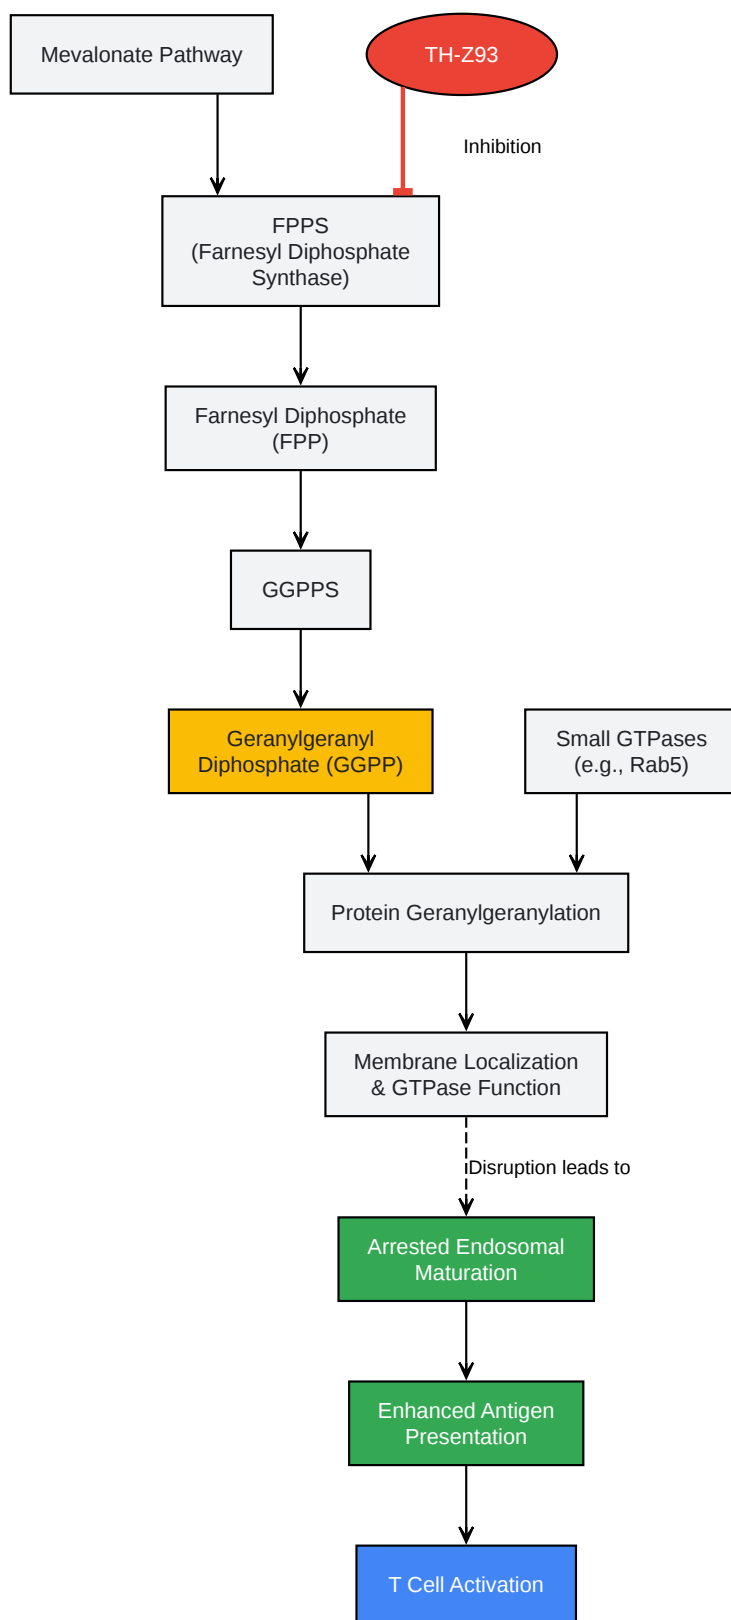 Mevalonate Pathway
TH-Z93
Inhibition
FPPS
(Farnesyl Diphosphate
Synthase)
Farnesyl Diphosphate
(FPP)
GGPPS
Geranylgeranyl
Diphosphate (GGPP)
Small GTPases
(e.g., Rab5)
Protein Geranylgeranylation
Membrane Localization
& GTPase Function
Disruption leads to
Arrested Endosomal
Maturation
Enhanced Antigen
Presentation
T Cell Activation